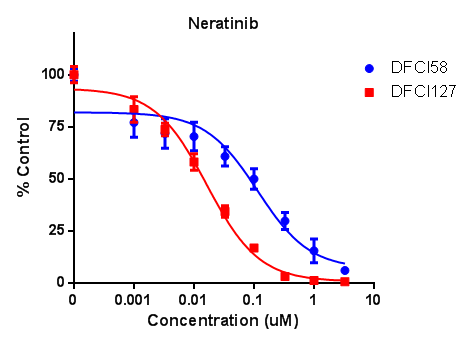 Neratinib
DFCI58
DFCI127
% Control
100
75
50
25
0
0 0.001 0.01 0.1 1 10
Concentration (uM)